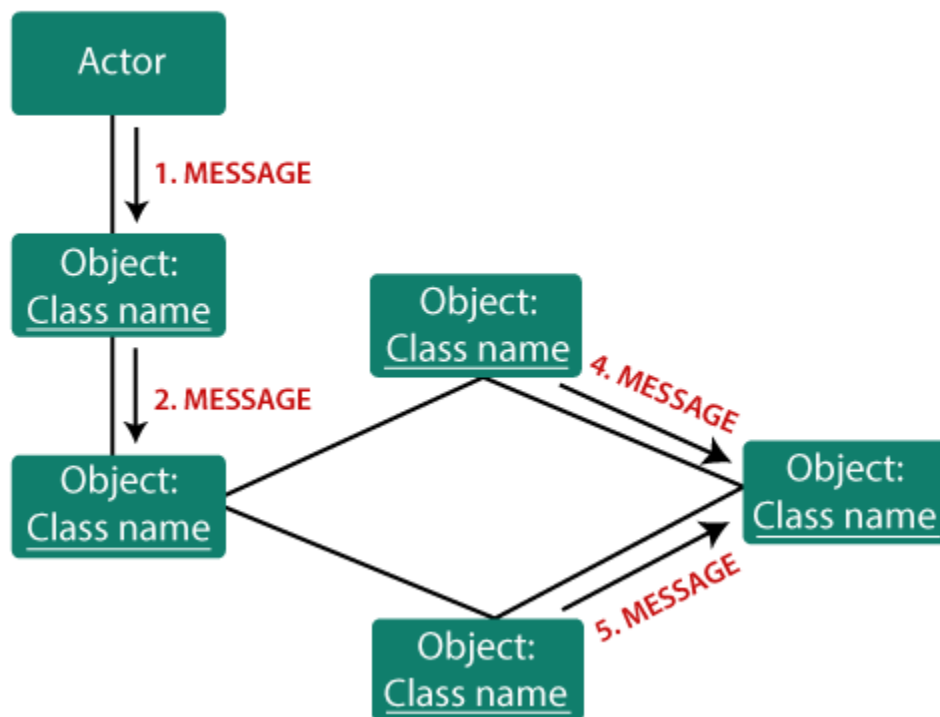 Actor
1. MESSAGE
Object:
Class name
2. MESSAGE
Object:
Class name
Object:
Class name
4. MESSAGE
Object:
Class name
5. MESSAGE
Object:
Class name